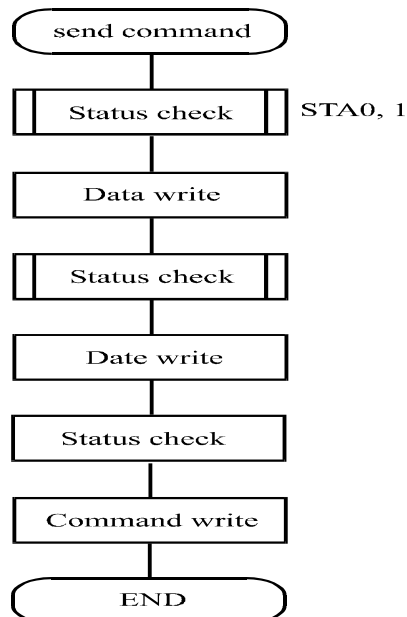 send command
Status check STA0, 1
Data write
Status check
Date write
Status check
Command write
END